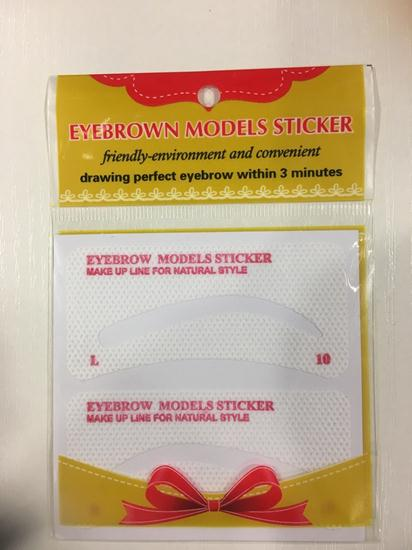 EYEBROWN MODELS STICKER
friendly-environment and convenient
drawing perfect eyebrow within 3 minutes
EYEBROW MODELS STICKER
MAKE UP LINE FOR NATURAL STYLE
L 10
EYEBROW MODELS STICKER
MAKE UP LINE FOR NATURAL STYLE